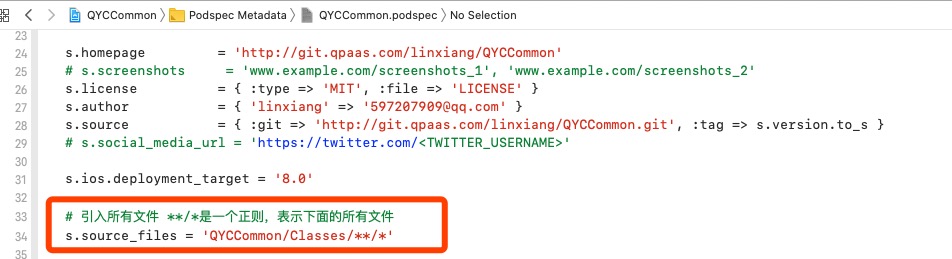 QYCCommon > Podspec Metadata > QYCCommon.podspec > No Selection
23
24 s.homepage = 'http://git.qpaas.com/linxiang/QYCCommon'
25 # s.screenshots = 'www.example.com/screenshots_1', 'www.example.com/screenshots_2'
26 s.license = { :type => 'MIT', :file => 'LICENSE' }
27 s.author = { 'linxiang' => '597207909@qq.com' }
28 s.source = { :git => 'http://git.qpaas.com/linxiang/QYCCommon.git', :tag => s.version.to_s }
29 # s.social_media_url = 'https://twitter.com/<TWITTER_USERNAME>'
30
31 s.ios.deployment_target = '8.0'
32
33 # 引入所有文件 **/*是一个正则，表示下面的所有文件
34 s.source_files = 'QYCCommon/Classes/**/*'
35